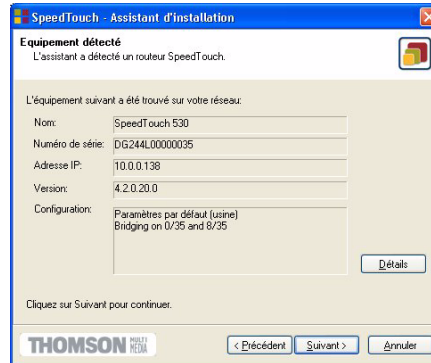 SpeedTouch - Assistant d'installation
Equipement détecté
L'assistant a détecté un routeur SpeedTouch.
L'équipement suivant a été trouvé sur votre réseau:
Nom: SpeedTouch 530
Numéro de série: DG244L00000035
Adresse IP: 10.0.0.138
Version: 4.2.0.20.0
Configuration: Paramètres par défaut (usine)
Bridging on 0/35 and 8/35
Détails
Cliquez sur Suivant pour continuer.
THOMSON MULTI MEDIA
< Précédent Suivant > Annuler